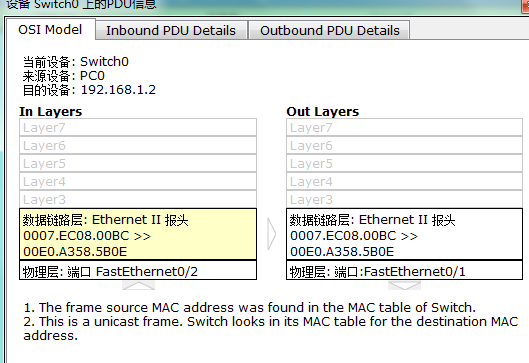 设备 Switch0 上的PDU信息
OSI Model Inbound PDU Details Outbound PDU Details
当前设备: Switch0
来源设备: PC0
目的设备: 192.168.1.2
In Layers
Layer7
Layer6
Layer5
Layer4
Layer3
数据链路层: Ethernet II 报头
0007.EC08.00BC >>
00E0.A358.5B0E
物理层: 端口 FastEthernet0/2
Out Layers
Layer7
Layer6
Layer5
Layer4
Layer3
数据链路层: Ethernet II 报头
0007.EC08.00BC >>
00E0.A358.5B0E
物理层: 端口:FastEthernet0/1
1. The frame source MAC address was found in the MAC table of Switch.
2. This is a unicast frame. Switch looks in its MAC table for the destination MAC
address.